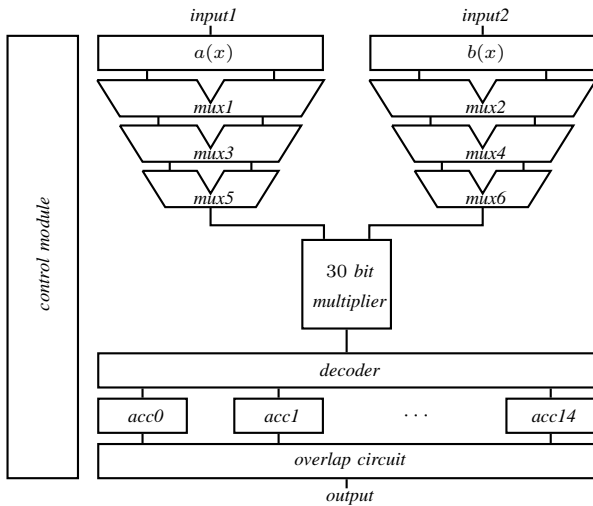 input1 input2
a(x) b(x)
mux1 mux2
mux3 mux4
mux5 mux6
control module
30 bit
multiplier
decoder
acc0 acc1 · · · acc14
overlap circuit
output